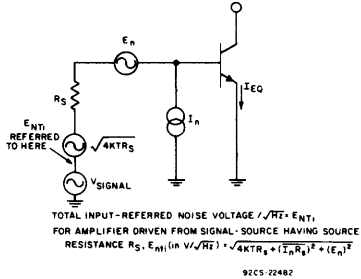 En
RS
IEQ
ENTi
REFERRED
TO HERE
In
√4KTRS
VSIGNAL
TOTAL INPUT-REFERRED NOISE VOLTAGE /√Hz = ENTi
FOR AMPLIFIER DRIVEN FROM SIGNAL-SOURCE HAVING SOURCE
RESISTANCE RS, Enti (in V/√Hz) = √4KTRS + (InRs)² + (En)²
92CS-22482